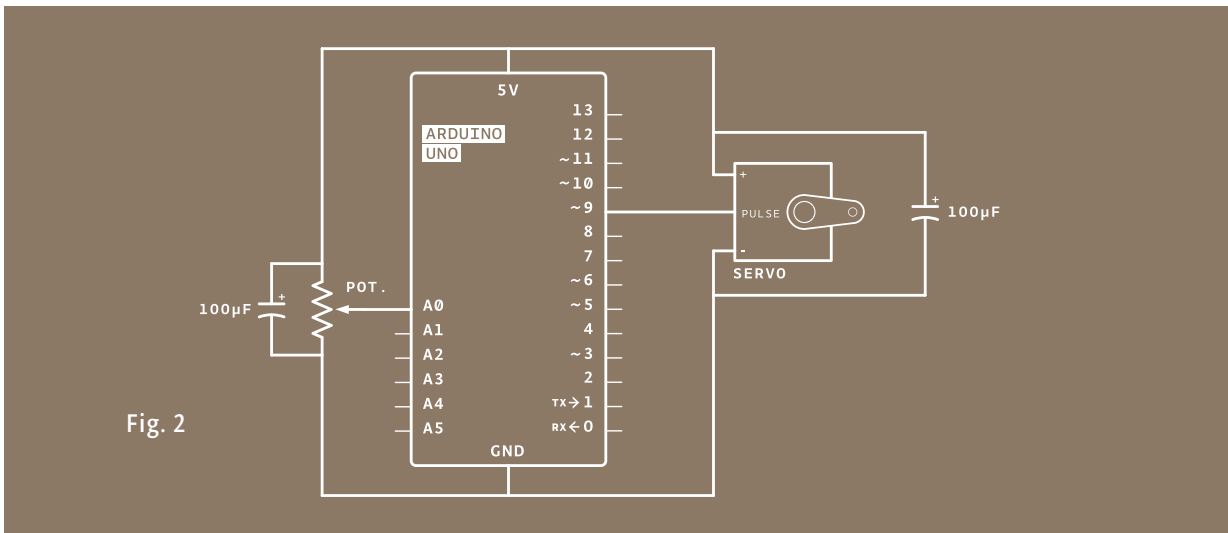 5V
ARDUINO
UNO
13
12
~11
~10
~9
8
7
~6
~5
4
~3
2
TX→1
RX←0
A0
A1
A2
A3
A4
A5
GND
POT.
+
100µF
+
PULSE
-
SERVO
+
100µF
Fig. 2